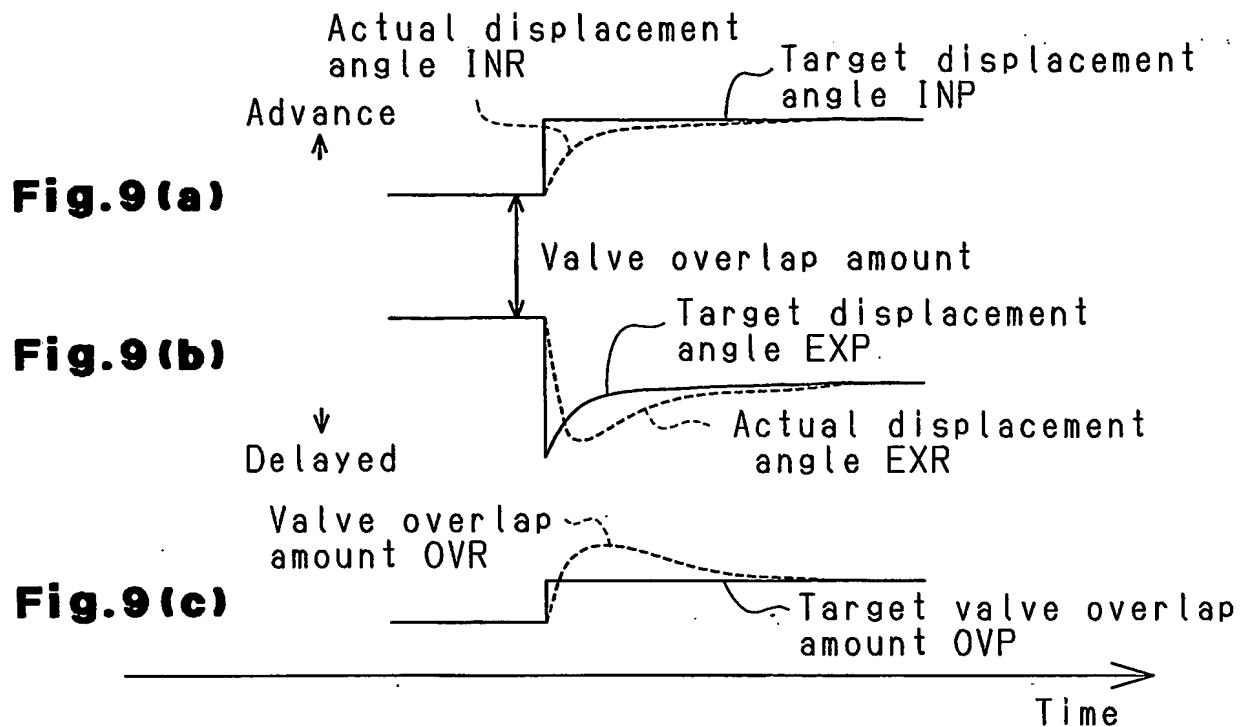 Actual displacement
angle INR
Target displacement
angle INP
Advance
Fig.9(a)
Valve overlap amount
Target displacement
angle EXP
Fig.9(b)
Delayed
Actual displacement
angle EXR
Valve overlap
amount OVR
Fig.9(c)
Target valve overlap
amount OVP
Time